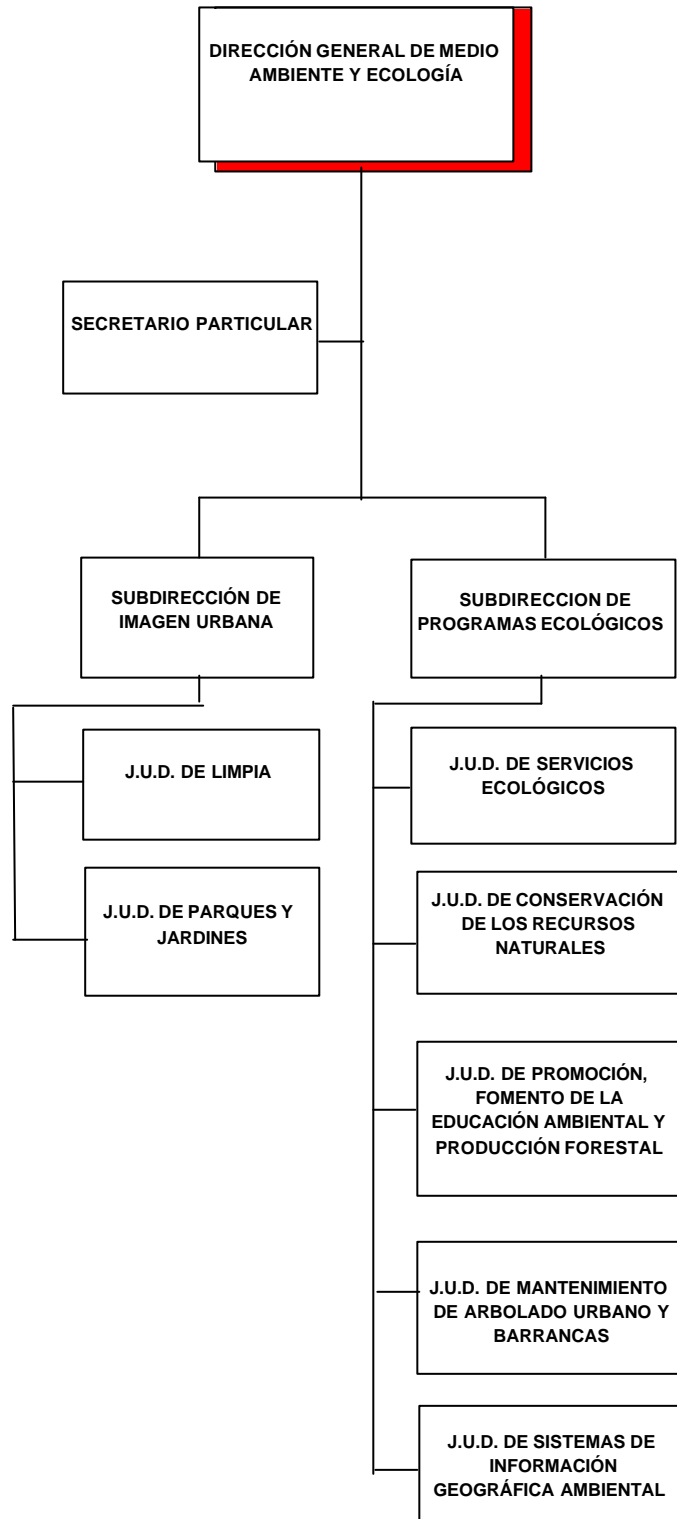 DIRECCIÓN GENERAL DE MEDIO
AMBIENTE Y ECOLOGÍA
SECRETARIO PARTICULAR
SUBDIRECCIÓN DE
IMAGEN URBANA
J.U.D. DE LIMPIA
J.U.D. DE PARQUES Y
JARDINES
SUBDIRECCION DE
PROGRAMAS ECOLÓGICOS
J.U.D. DE SERVICIOS
ECOLÓGICOS
J.U.D. DE CONSERVACIÓN
DE LOS RECURSOS
NATURALES
J.U.D. DE PROMOCIÓN,
FOMENTO DE LA
EDUCACIÓN AMBIENTAL Y
PRODUCCIÓN FORESTAL
J.U.D. DE MANTENIMIENTO
DE ARBOLADO URBANO Y
BARRANCAS
J.U.D. DE SISTEMAS DE
INFORMACIÓN
GEOGRÁFICA AMBIENTAL